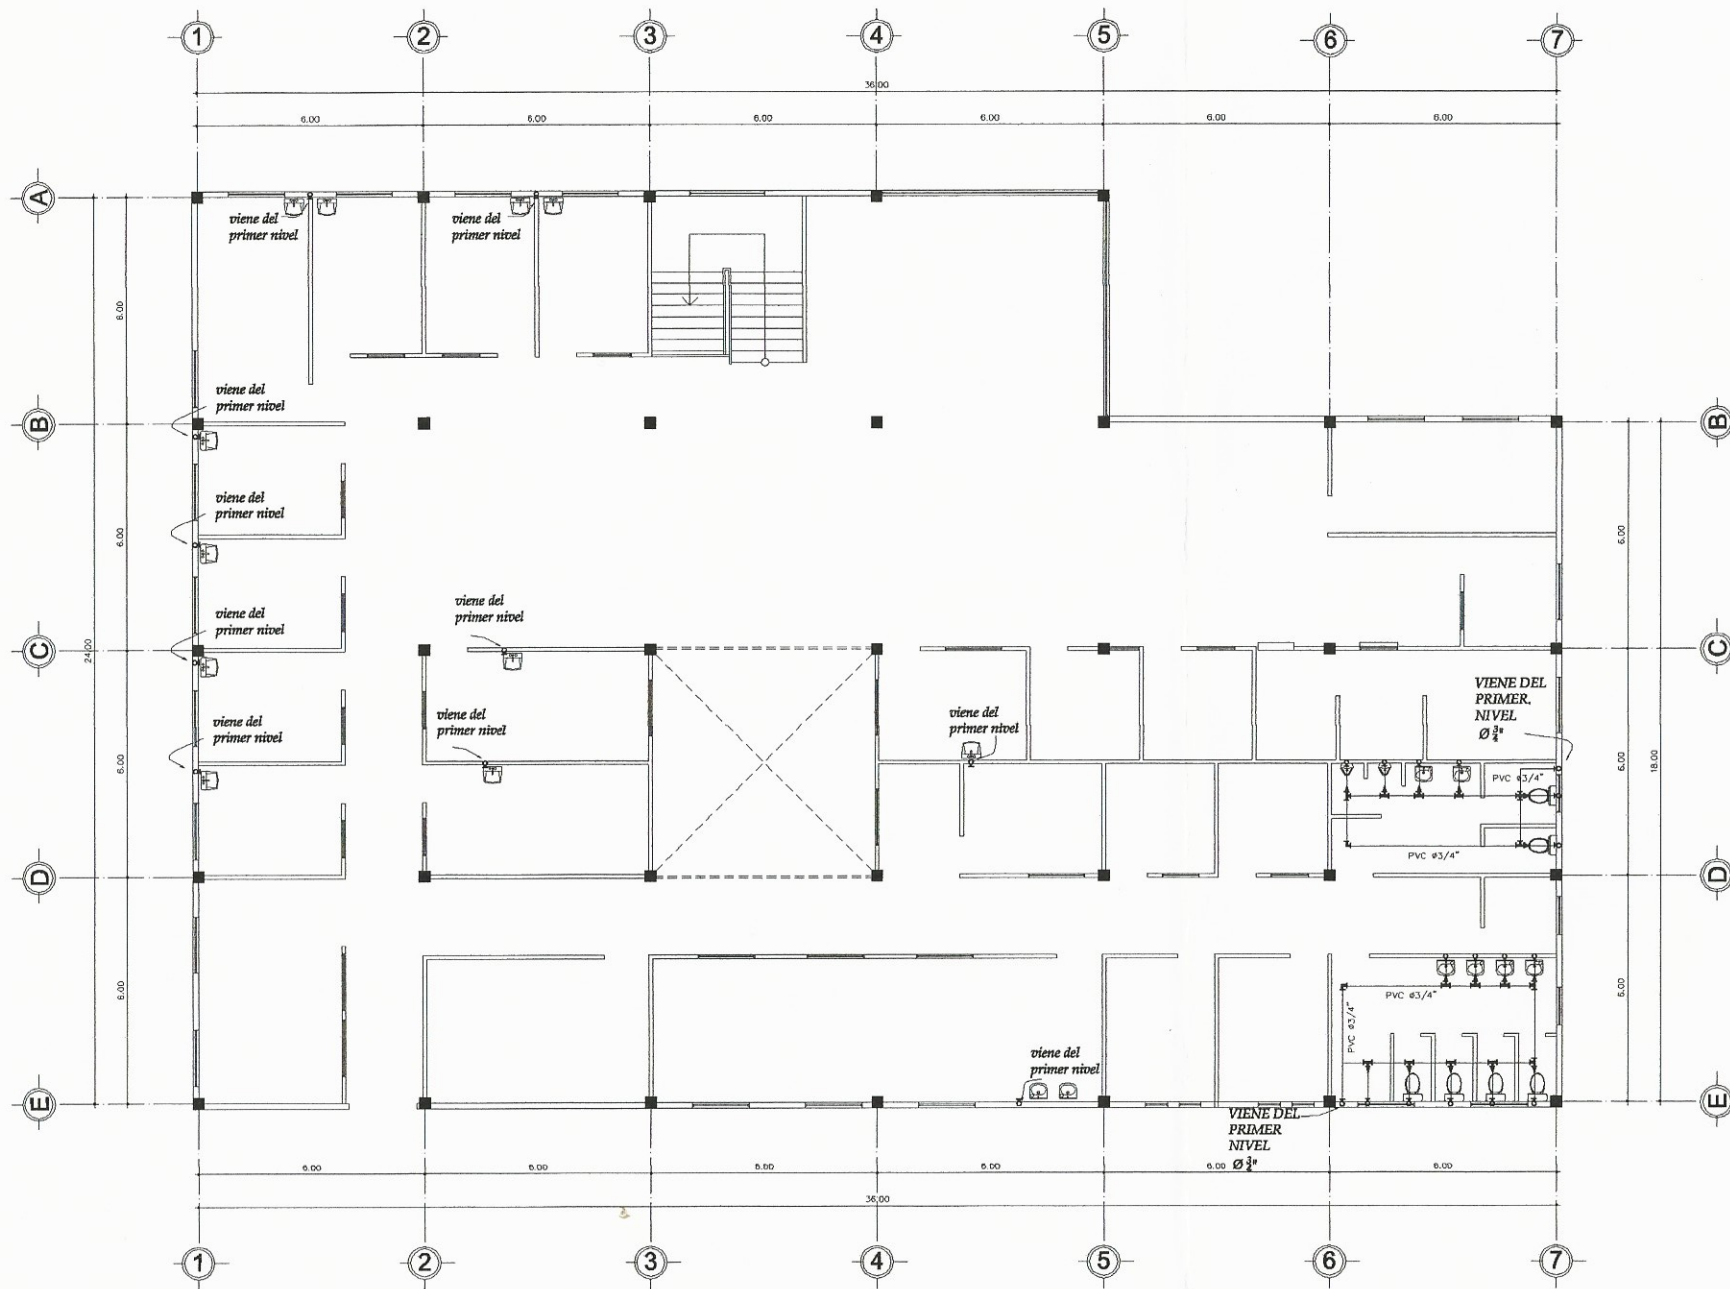 1 2 3 4 5 6 7
36.00
6.00 6.00 6.00 6.00 6.00 6.00
A
viene del
primer nivel
viene del
primer nivel
6.00
viene del
primer nivel
B
B
viene del
primer nivel
6.00
6.00
viene del
primer nivel
viene del
primer nivel
C
C
24.00
VIENE DEL
PRIMER,
NIVEL
Ø 3/4"
viene del
primer nivel
viene del
primer nivel
viene del
primer nivel
6.00
6.00
18.00
PVC ø3/4"
PVC ø3/4"
D
D
6.00
6.00
PVC ø3/4"
PVC ø3/4"
viene del
primer nivel
E
E
VIENE DEL
PRIMER
NIVEL
Ø 3/4"
6.00 6.00 6.00 6.00 6.00 6.00
36.00
1 2 3 4 5 6 7